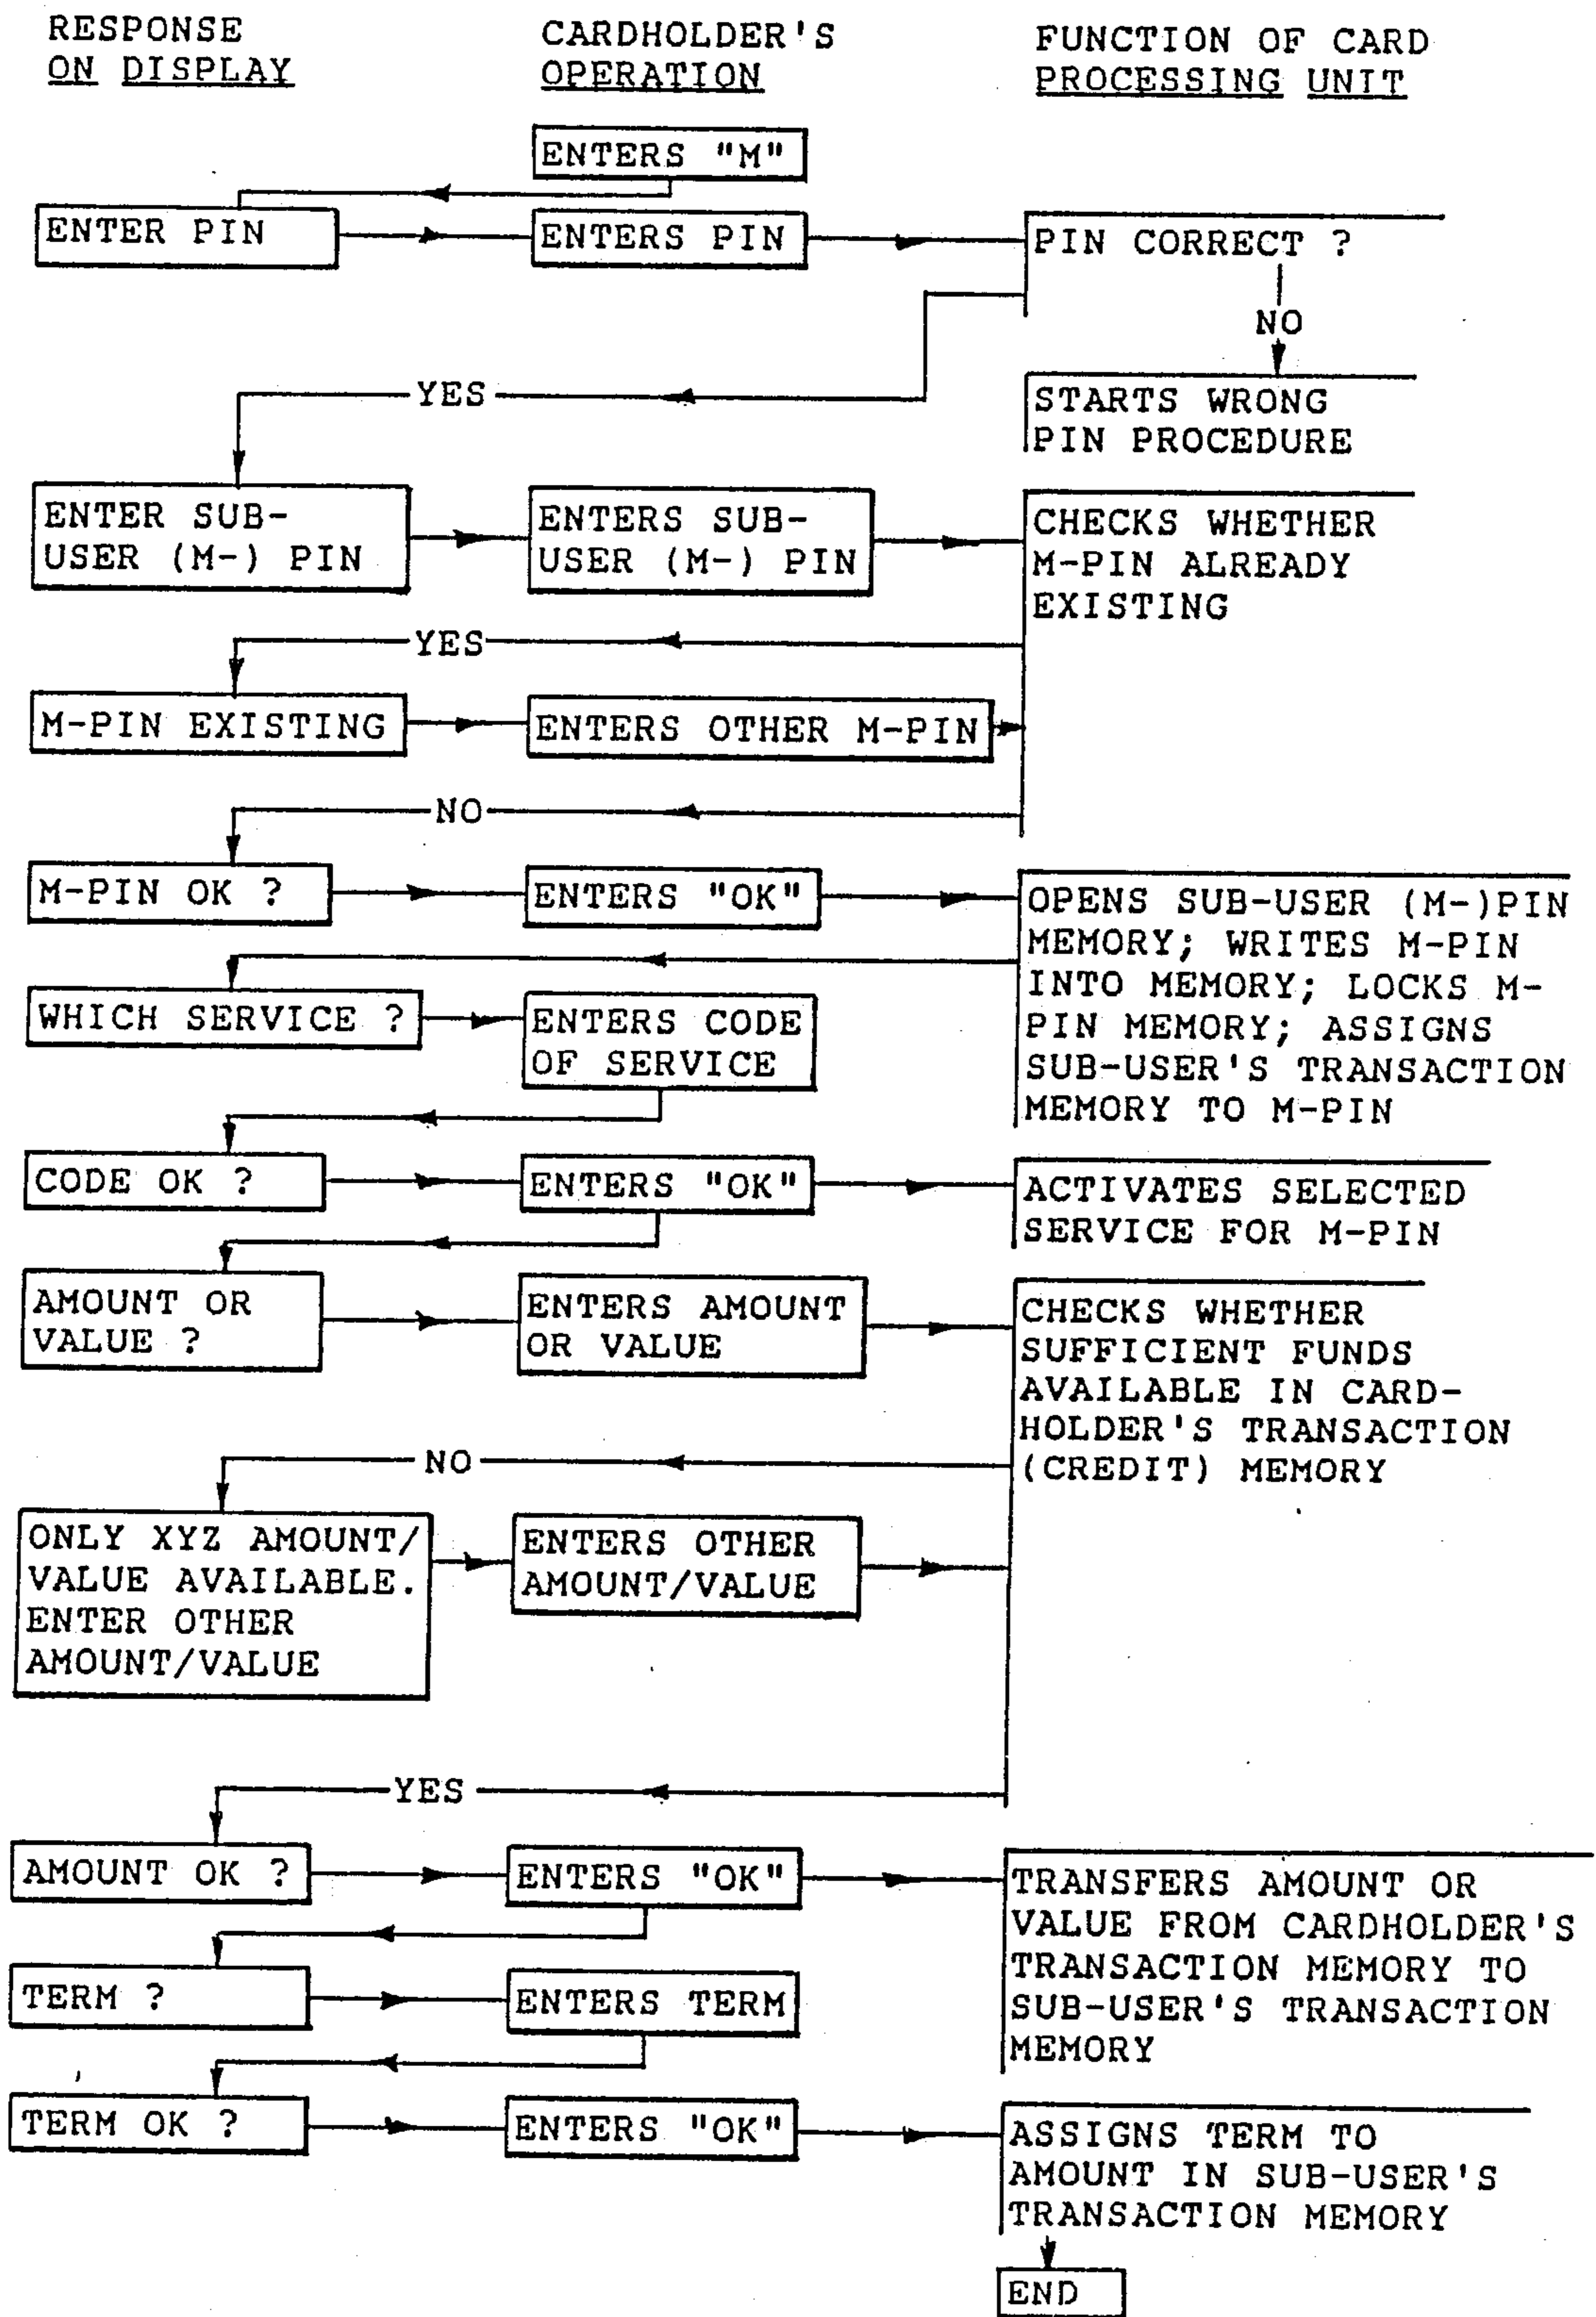 RESPONSE
ON DISPLAY
CARDHOLDER'S
OPERATION
FUNCTION OF CARD
PROCESSING UNIT
ENTERS "M"
ENTER PIN
ENTERS PIN
PIN CORRECT ?
NO
YES
STARTS WRONG
PIN PROCEDURE
ENTER SUB-
USER (M-) PIN
ENTERS SUB-
USER (M-) PIN
CHECKS WHETHER
M-PIN ALREADY
EXISTING
YES
M-PIN EXISTING
ENTERS OTHER M-PIN
NO
M-PIN OK ?
ENTERS "OK"
OPENS SUB-USER (M-)PIN
MEMORY; WRITES M-PIN
INTO MEMORY; LOCKS M-
PIN MEMORY; ASSIGNS
SUB-USER'S TRANSACTION
MEMORY TO M-PIN
WHICH SERVICE ?
ENTERS CODE
OF SERVICE
CODE OK ?
ENTERS "OK"
ACTIVATES SELECTED
SERVICE FOR M-PIN
AMOUNT OR
VALUE ?
ENTERS AMOUNT
OR VALUE
CHECKS WHETHER
SUFFICIENT FUNDS
AVAILABLE IN CARD-
HOLDER'S TRANSACTION
(CREDIT) MEMORY
NO
ONLY XYZ AMOUNT/
VALUE AVAILABLE.
ENTER OTHER
AMOUNT/VALUE
ENTERS OTHER
AMOUNT/VALUE
YES
AMOUNT OK ?
ENTERS "OK"
TRANSFERS AMOUNT OR
VALUE FROM CARDHOLDER'S
TRANSACTION MEMORY TO
SUB-USER'S TRANSACTION
MEMORY
TERM ?
ENTERS TERM
TERM OK ?
ENTERS "OK"
ASSIGNS TERM TO
AMOUNT IN SUB-USER'S
TRANSACTION MEMORY
END